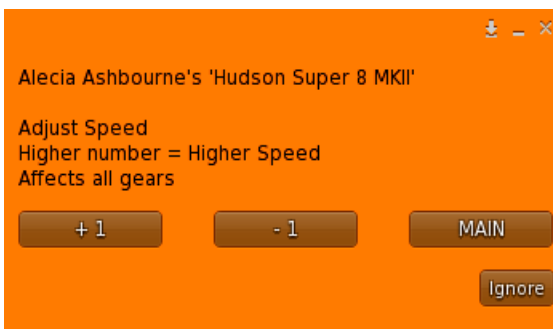 Alecia Ashbourne's 'Hudson Super 8 MKII'
Adjust Speed
Higher number = Higher Speed
Affects all gears
+ 1
- 1
MAIN
Ignore